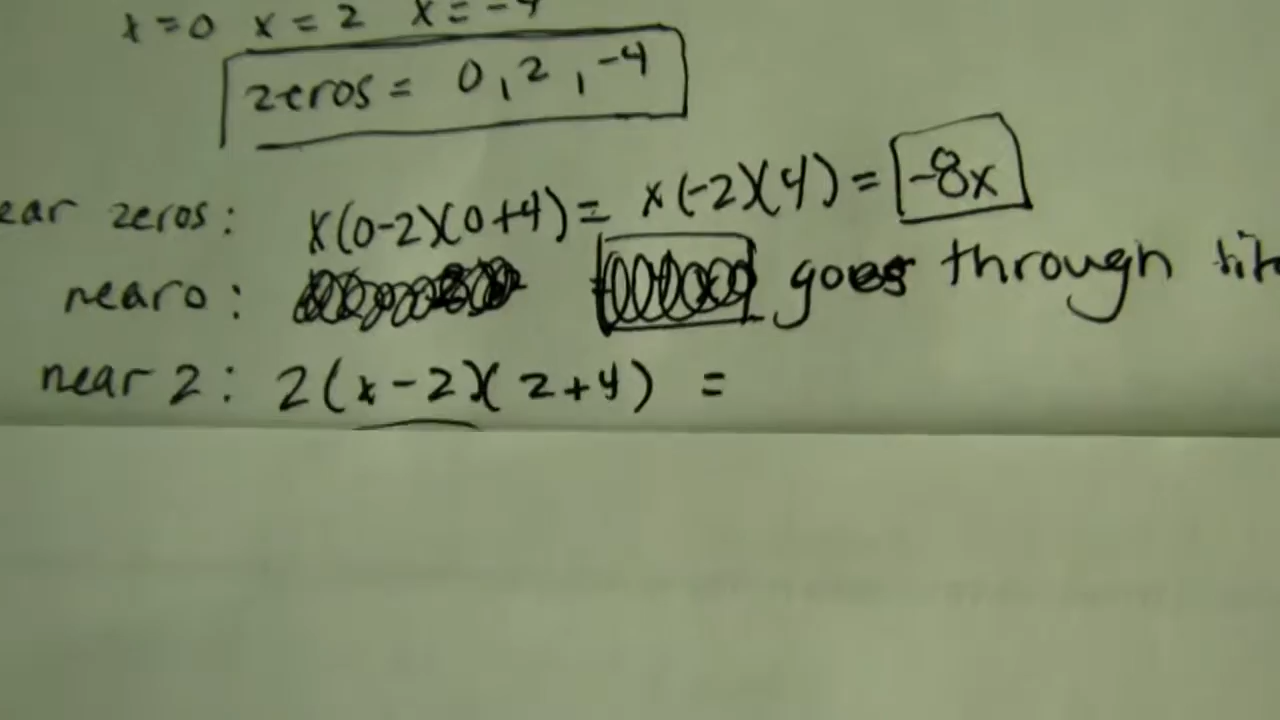 x=0 x=2 x=-4
zeros = 0,2,-4
ear zeros: x(0-2)(0+4)= x(-2)(4) = -8x
near 0: goes through
near 2: 2(x-2)(2+4) =